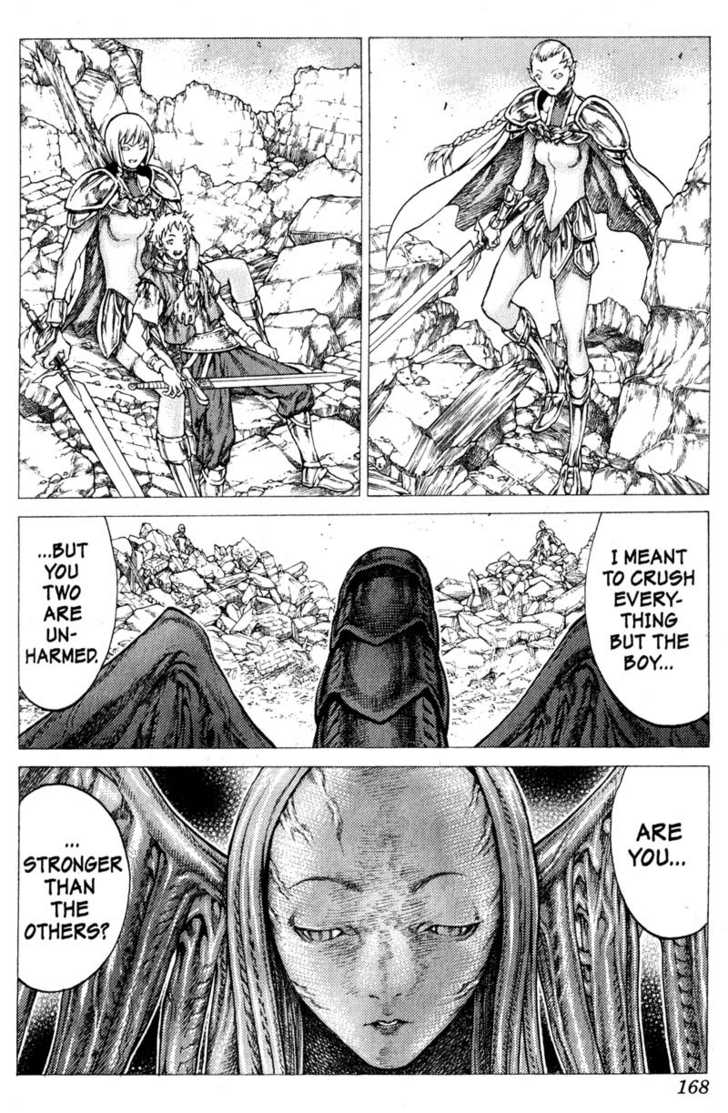 I MEANT
TO CRUSH
EVERY-
THING
BUT THE
BOY...
...BUT
YOU
TWO
ARE
UN-
HARMED.
ARE
YOU...
...
STRONGER
THAN
THE
OTHERS?
168